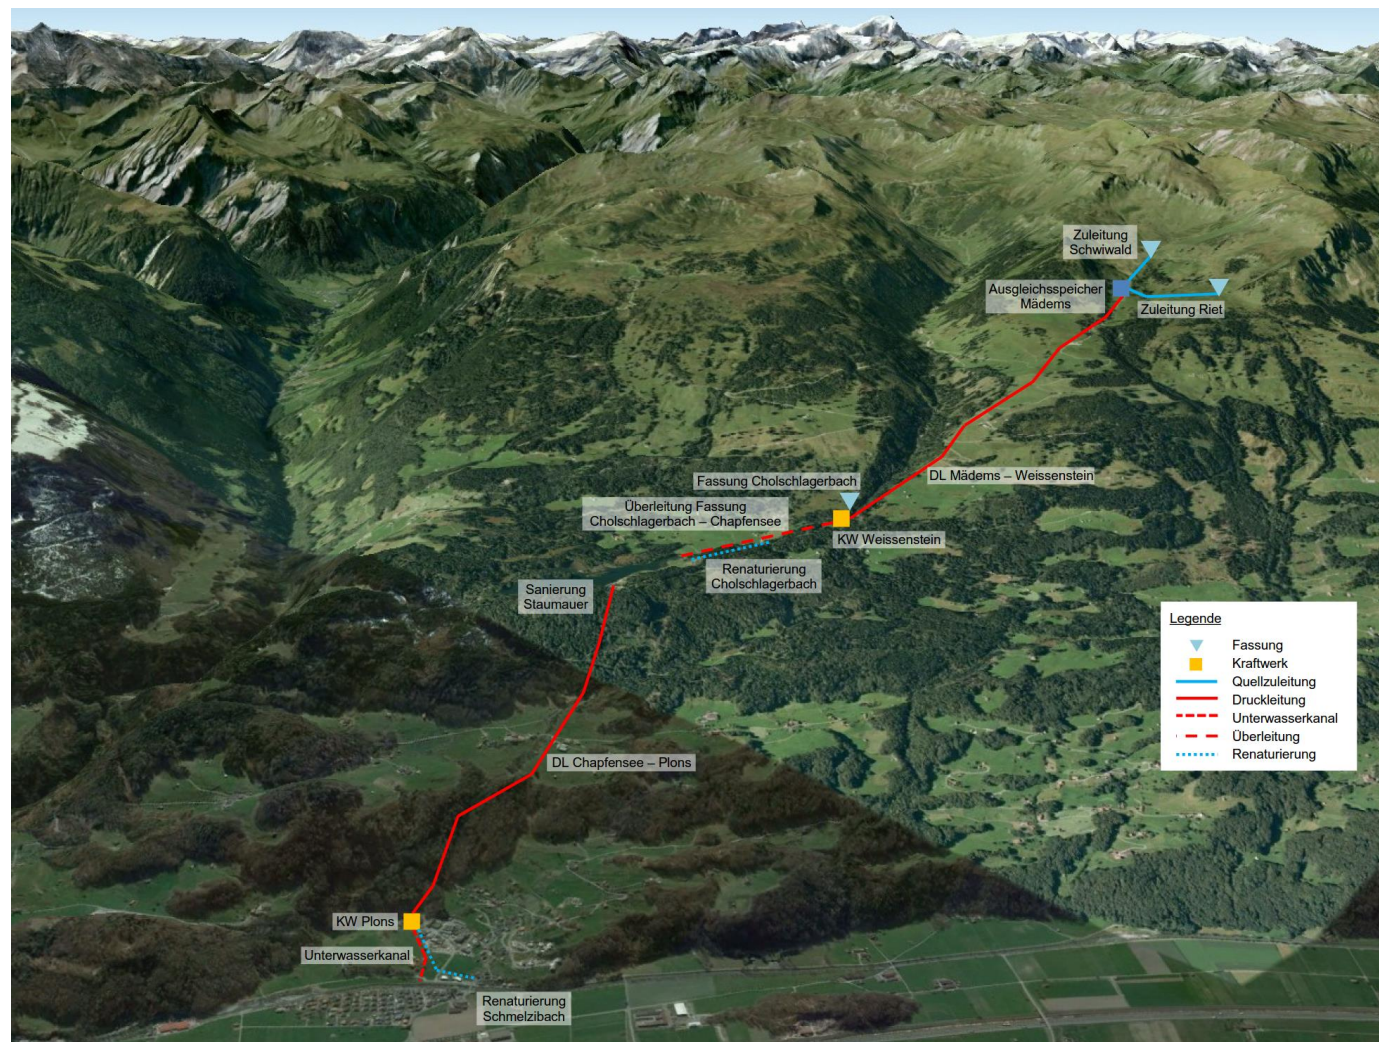 Zuleitung
Schwiwald
Ausgleichsspeicher
Mädems
Zuleitung Riet
DL Mädems – Weissenstein
Fassung Cholschlagerbach
Überleitung Fassung
Cholschlagerbach – Chapfensee
KW Weissenstein
Renaturierung
Cholschlagerbach
Sanierung
Staumauer
Legende
Fassung
Kraftwerk
Quellzuleitung
Druckleitung
Unterwasserkanal
Überleitung
Renaturierung
DL Chapfensee – Plons
KW Plons
Unterwasserkanal
Renaturierung
Schmelzibach